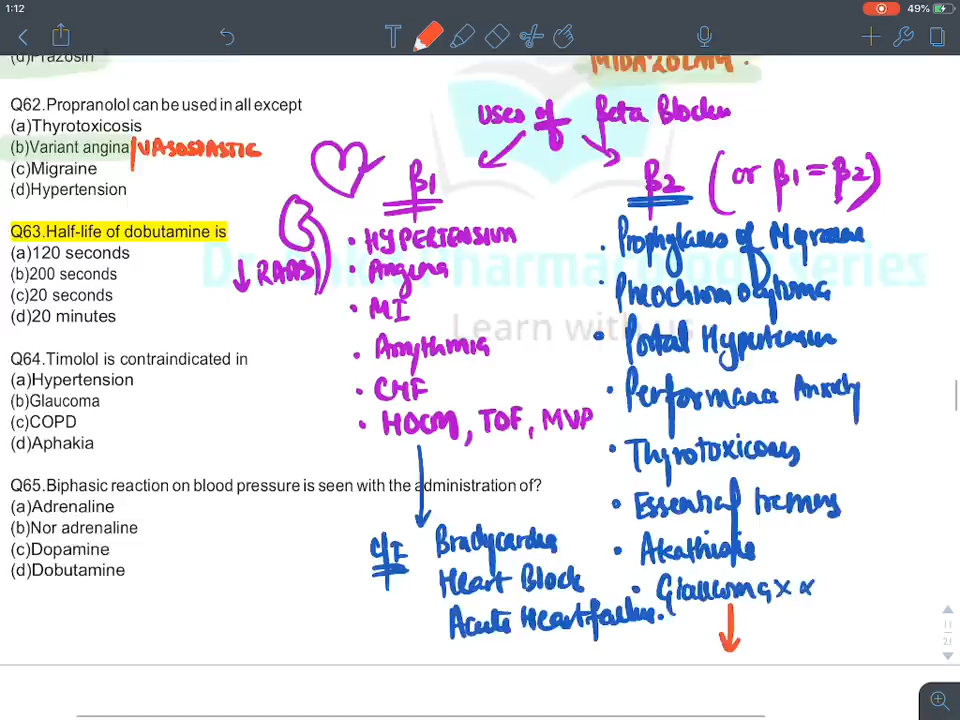 1:12
49%
(d)Prazosin
MIDAZOLAM.
Q62.Propranolol can be used in all except
(a)Thyrotoxicosis
(b)Variant angina/VASOSPASTIC
(c)Migraine
(d)Hypertension
Q63.Half-life of dobutamine is
(a)120 seconds
(b)200 seconds
(c)20 seconds
(d)20 minutes
Q64.Timolol is contraindicated in
(a)Hypertension
(b)Glaucoma
(c)COPD
(d)Aphakia
Q65.Biphasic reaction on blood pressure is seen with the administration of?
(a)Adrenaline
(b)Nor adrenaline
(c)Dopamine
(d)Dobutamine
Uses of Beta Blocker
β1
↓ RAAS
• HYPERTENSIUM
• Angina
• MI
• Arrythmia
• CHF
• HOCM, TOF, MVP
C/I Bradycardia
Heart Block
Acute Heart failure.
β2 (or β1 = β2)
• Prophylaxis of Migraine
• Pheochromocytoma
• Portal Hypertension
• Performance Anxiety
• Thyrotoxicosis
• Essential tremors
• Akathisia
• Glaucoma
series
Learn with us
11
21